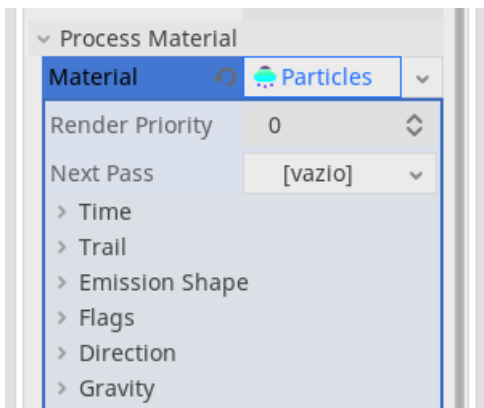 Process Material
Material Particles
Render Priority 0
Next Pass [vazio]
Time
Trail
Emission Shape
Flags
Direction
Gravity